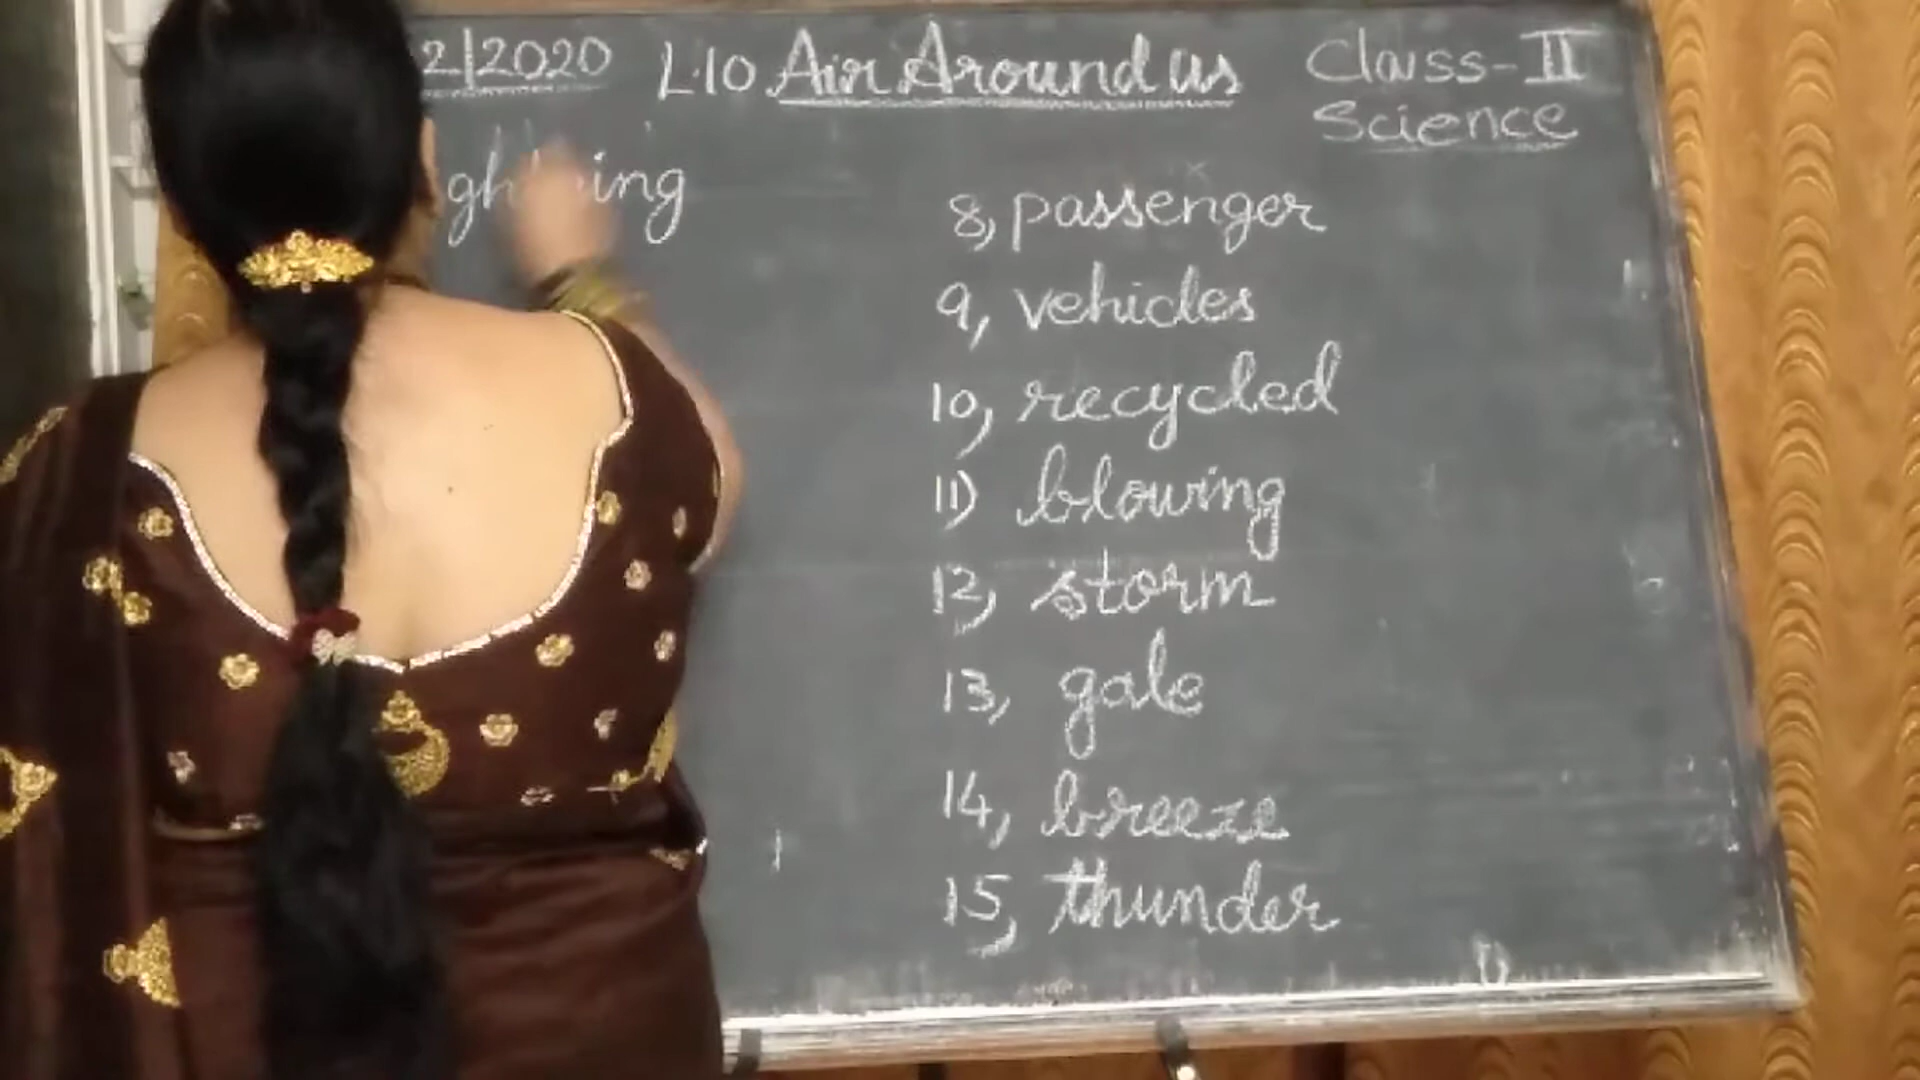 2/2020 L-10 Air Around us Class-II
Science
8, passenger
9, vehicles
10, recycled
11) blowing
12, storm
13, gale
14, breeze
15, thunder